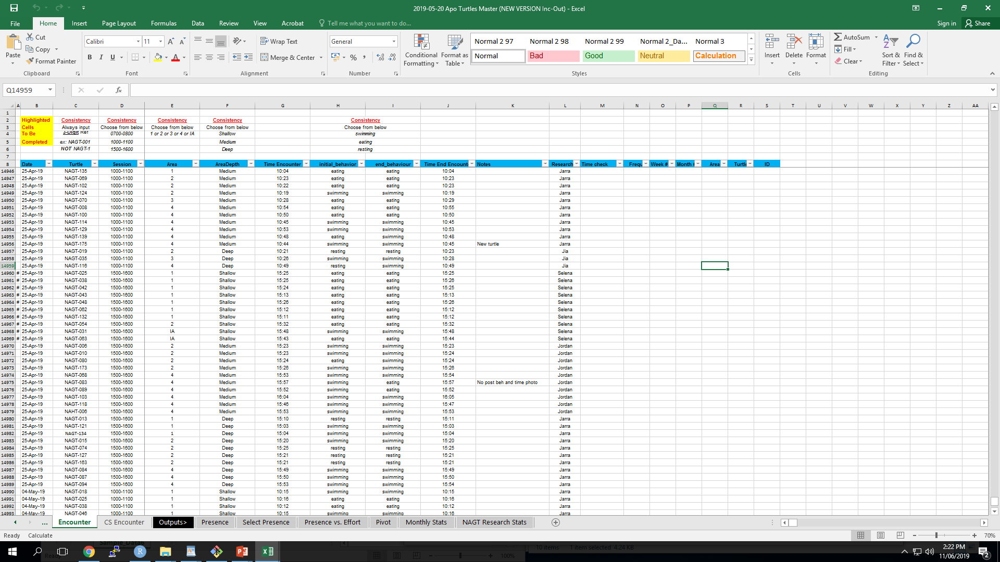 2019-05-20 Apo Turtles Master (NEW VERSION Inc-Out) - Excel
File Home Insert Page Layout Formulas Data Review View Acrobat Tell me what you want to do... Sign in Share
Paste Cut Copy Format Painter Clipboard
Calibri 11 B I U Font
Wrap Text Merge & Center Alignment
General % Number
Conditional Formatting Format as Table
Normal 2 97 Normal 2 98 Normal 2 99 Normal 2_Da... Normal 3
Normal Bad Good Neutral Calculation
Styles
Insert Delete Format Cells
AutoSum Fill Clear Sort & Filter Find & Select Editing
Q14959 fx
A B C D E F G H I J K L M N O P Q R S T U V W X Y Z AA
1
2 Highlighted Consistency Consistency Consistency Consistency Consistency
3 Cells Always input Choose from below Choose from below Choose from below Choose from below
4 To Be 3-Digit Ref 0700-0800 1 or 2 or 3 or 4 or IA Shallow swimming
5 Completed ex: NAGT-001 1000-1100 Medium eating
6 NOT NAGT-1 1500-1600 Deep resting
7
8 Date Turtle Session Area AreaDepth Time Encounter initial_behavior end_behaviour Time End Encount Notes Research Time check Frequ Week # Month Area Turtl ID
14946 25-Apr-19 NAGT-135 1000-1100 1 Medium 10:04 eating eating 10:04 Jarra
14947 25-Apr-19 NAGT-069 1000-1100 2 Medium 10:23 eating eating 10:23 Jarra
14948 25-Apr-19 NAGT-102 1000-1100 2 Medium 10:22 eating eating 10:23 Jarra
14949 25-Apr-19 NAGT-124 1000-1100 2 Medium 10:19 swimming swimming 10:19 Jarra
14950 25-Apr-19 NAGT-070 1000-1100 3 Medium 10:28 eating eating 10:29 Jarra
14951 25-Apr-19 NAGT-008 1000-1100 4 Medium 10:54 eating eating 10:55 Jarra
14952 25-Apr-19 NAGT-100 1000-1100 4 Medium 10:50 eating eating 10:50 Jarra
14953 25-Apr-19 NAGT-114 1000-1100 4 Medium 10:45 swimming swimming 10:45 Jarra
14954 25-Apr-19 NAGT-129 1000-1100 4 Medium 10:53 swimming swimming 10:53 Jarra
14955 25-Apr-19 NAGT-139 1000-1100 4 Medium 10:48 eating swimming 10:48 Jarra
14956 25-Apr-19 NAGT-175 1000-1100 4 Medium 10:44 swimming swimming 10:45 New turtle Jarra
14957 25-Apr-19 NAGT-019 1000-1100 2 Deep 10:21 resting resting 10:23 Jia
14958 25-Apr-19 NAGT-035 1000-1100 3 Deep 10:26 swimming swimming 10:28 Jia
14959 25-Apr-19 NAGT-116 1000-1100 4 Deep 10:49 resting swimming 10:49 Jia
14960 # 25-Apr-19 NAGT-025 1500-1600 1 Shallow 15:25 eating eating 15:25 Selena
14961 # 25-Apr-19 NAGT-038 1500-1600 1 Shallow 15:25 eating eating 15:26 Selena
14962 # 25-Apr-19 NAGT-042 1500-1600 1 Shallow 15:24 eating eating 15:25 Selena
14963 # 25-Apr-19 NAGT-043 1500-1600 1 Shallow 15:13 eating eating 15:13 Selena
14964 # 25-Apr-19 NAGT-048 1500-1600 1 Shallow 15:26 eating eating 15:26 Selena
14965 # 25-Apr-19 NAGT-062 1500-1600 1 Shallow 15:12 eating eating 15:12 Selena
14966 # 25-Apr-19 NAGT-132 1500-1600 1 Shallow 15:11 eating eating 15:12 Selena
14967 # 25-Apr-19 NAGT-054 1500-1600 2 Shallow 15:32 eating eating 15:32 Selena
14968 # 25-Apr-19 NAGT-031 1500-1600 IA Shallow 15:48 swimming swimming 15:48 Selena
14969 # 25-Apr-19 NAGT-063 1500-1600 IA Shallow 15:43 eating eating 15:44 Selena
14970 25-Apr-19 NAGT-006 1500-1600 2 Medium 15:23 swimming swimming 15:23 Jordan
14971 25-Apr-19 NAGT-010 1500-1600 2 Medium 15:23 swimming swimming 15:24 Jordan
14972 25-Apr-19 NAGT-080 1500-1600 2 Medium 15:24 eating swimming 15:24 Jordan
14973 25-Apr-19 NAGT-173 1500-1600 2 Medium 15:26 swimming swimming 15:26 Jordan
14974 25-Apr-19 NAGT-068 1500-1600 4 Medium 15:53 swimming swimming 15:54 Jordan
14975 25-Apr-19 NAGT-083 1500-1600 4 Medium 15:57 swimming eating 15:57 No post beh and time photo Jordan
14976 25-Apr-19 NAGT-089 1500-1600 4 Medium 15:52 swimming eating 15:52 Jordan
14977 25-Apr-19 NAGT-103 1500-1600 4 Medium 16:04 swimming swimming 16:05 Jordan
14978 25-Apr-19 NAGT-118 1500-1600 4 Medium 15:46 swimming swimming 15:47 Jordan
14979 25-Apr-19 NAHT-006 1500-1600 4 Medium 15:53 swimming swimming 15:53 Jordan
14980 25-Apr-19 NAGT-013 1500-1600 1 Deep 15:10 resting resting 15:11 Jarra
14981 25-Apr-19 NAGT-121 1500-1600 1 Deep 15:03 swimming swimming 15:03 Jarra
14982 25-Apr-19 NAGT-134 1500-1600 1 Deep 15:04 swimming swimming 15:04 Jarra
14983 25-Apr-19 NAGT-015 1500-1600 2 Deep 15:20 swimming swimming 15:20 Jarra
14984 25-Apr-19 NAGT-074 1500-1600 2 Deep 15:25 resting resting 15:25 Jarra
14985 25-Apr-19 NAGT-127 1500-1600 2 Deep 15:21 resting resting 15:21 Jarra
14986 25-Apr-19 NAGT-163 1500-1600 2 Deep 15:21 resting resting 15:21 Jarra
14987 25-Apr-19 NAGT-084 1500-1600 4 Deep 15:49 swimming swimming 15:49 Jarra
14988 25-Apr-19 NAGT-087 1500-1600 4 Deep 15:50 swimming swimming 15:50 Jarra
14989 25-Apr-19 NAGT-094 1500-1600 4 Deep 15:53 swimming swimming 15:54 Jarra
14990 04-May-19 NAGT-018 1000-1100 1 Shallow 10:15 swimming swimming 10:15 Jarra
14991 04-May-19 NAGT-025 1000-1100 1 Shallow 10:16 eating eating 10:16 Jarra
14992 04-May-19 NAGT-038 1000-1100 1 Shallow 10:12 eating eating 10:12 Jarra
14993 04-May-19 NAGT-046 1000-1100 1 Shallow 10:15 swimming swimming 10:16 Jarra
... Encounter CS Encounter Outputs> Presence Select Presence Presence vs. Effort Pivot Monthly Stats NAGT Research Stats
Ready Calculate 70%
Sample_Data6
Ready 10 items 1 item selected 4.24 KB 100%
2:22 PM
11/06/2019
2